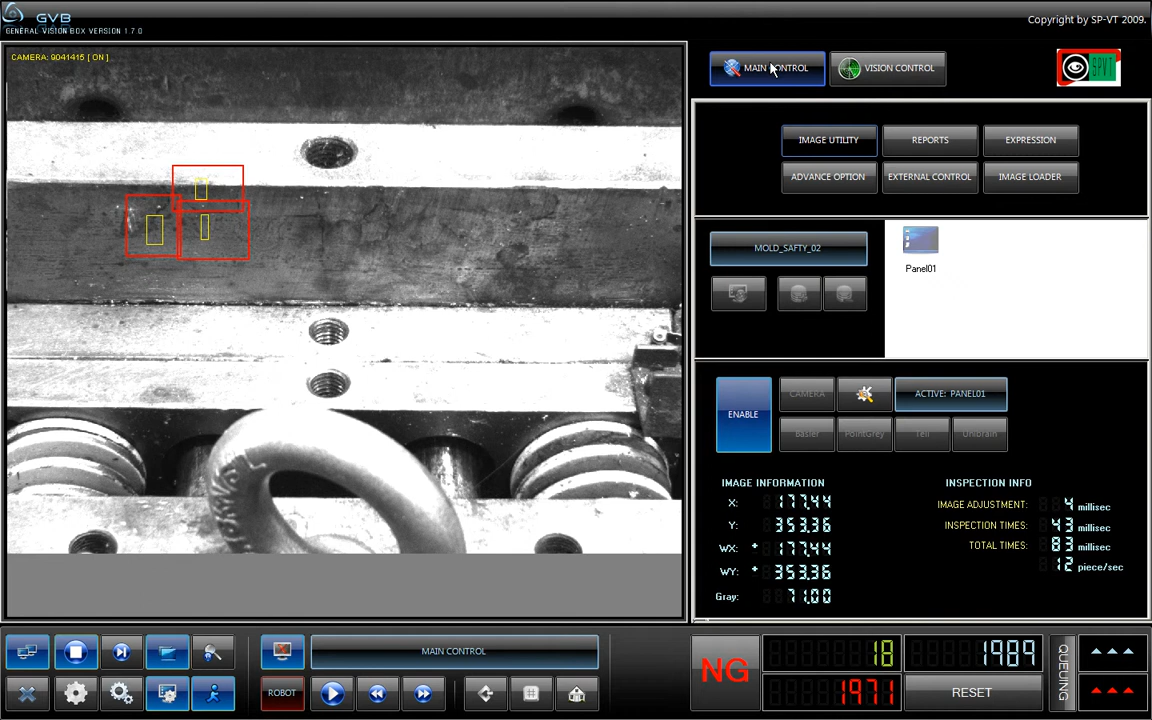 GVB
GENERAL VISION BOX VERSION 1.7.0
Copyright by SP-VT 2009.
CAMERA: 9041415 [ ON ]
MAIN CONTROL
VISION CONTROL
SPVT
IMAGE UTILITY
REPORTS
EXPRESSION
ADVANCE OPTION
EXTERNAL CONTROL
IMAGE LOADER
MOLD_SAFTY_02
Panel01
ENABLE
CAMERA
ACTIVE: PANEL01
Basler
PointGrey
Teli
Unibrain
IMAGE INFORMATION
X: 177.44
Y: 353.36
WX: + 177.44
WY: + 353.36
Gray: 71.00
INSPECTION INFO
IMAGE ADJUSTMENT: 4 millisec
INSPECTION TIMES: 43 millisec
TOTAL TIMES: 83 millisec
12 piece/sec
MAIN CONTROL
ROBOT
NG
18
1989
1971
RESET
QUEUING